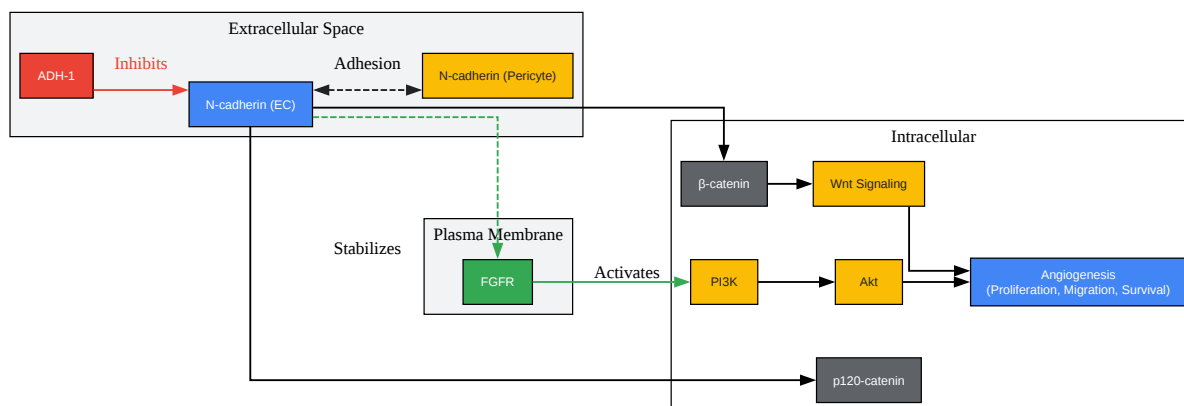 Extracellular Space
ADH-1
Inhibits
N-cadherin (EC)
Adhesion
N-cadherin (Pericyte)
Intracellular
β-catenin
Wnt Signaling
Stabilizes
Plasma Membrane
FGFR
Activates
PI3K
Akt
Angiogenesis
(Proliferation, Migration, Survival)
p120-catenin